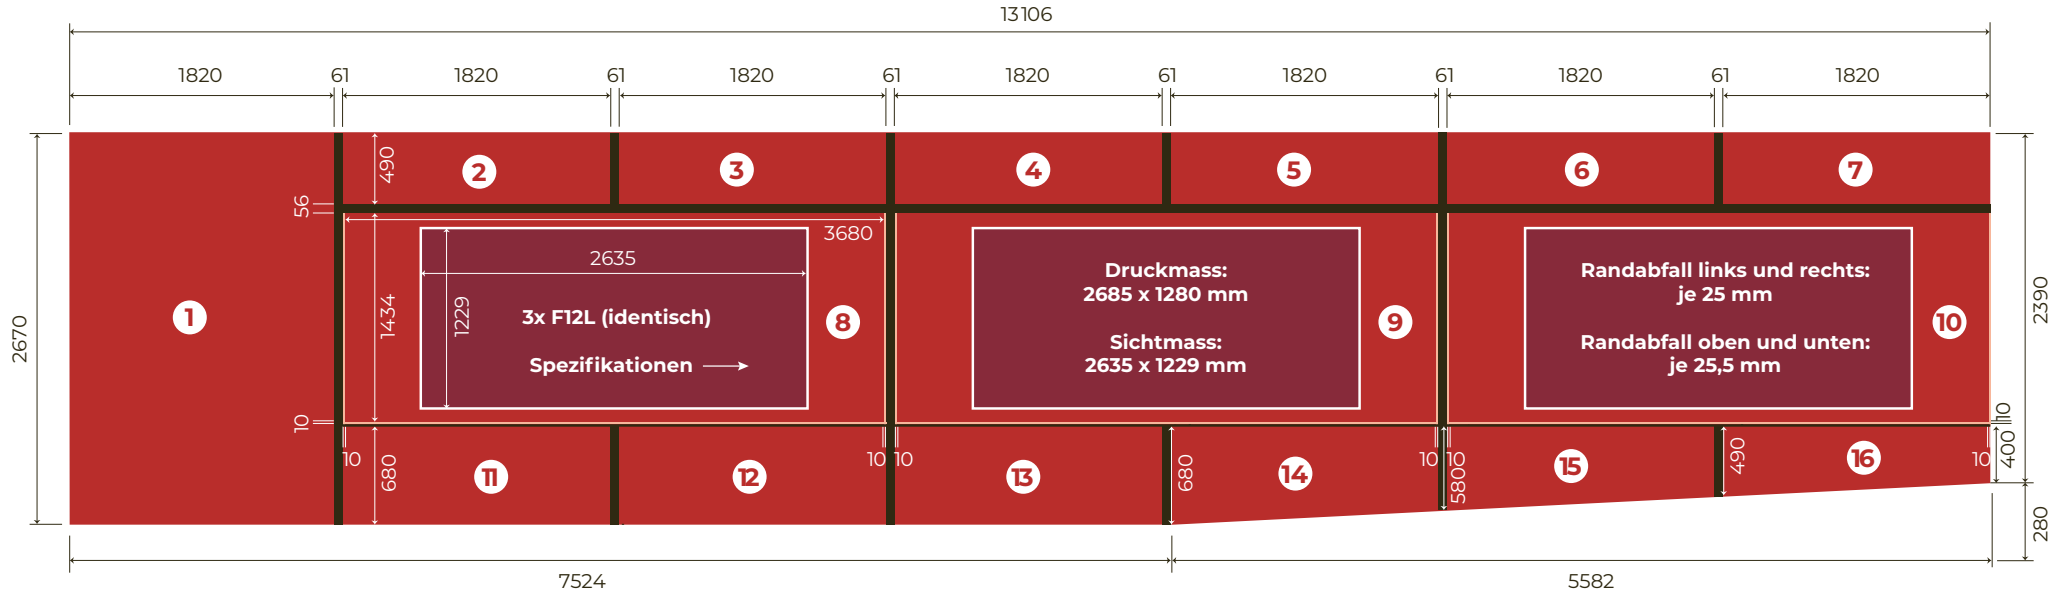 13106
1820 61 1820 61 1820 61 1820 61 1820 61 1820 61 1820
2 3 4 5 6 7
490
56
3680
2635
1434
1229
3x F12L (identisch)
Spezifikationen
Druckmass:
2685 x 1280 mm
Sichtmass:
2635 x 1229 mm
Randabfall links und rechts:
je 25 mm
Randabfall oben und unten:
je 25,5 mm
1 8 9 10
2670
2390
10
10
10 10 10 10 10 10
680 680 5800 490 400
11 12 13 14 15 16
280
7524 5582